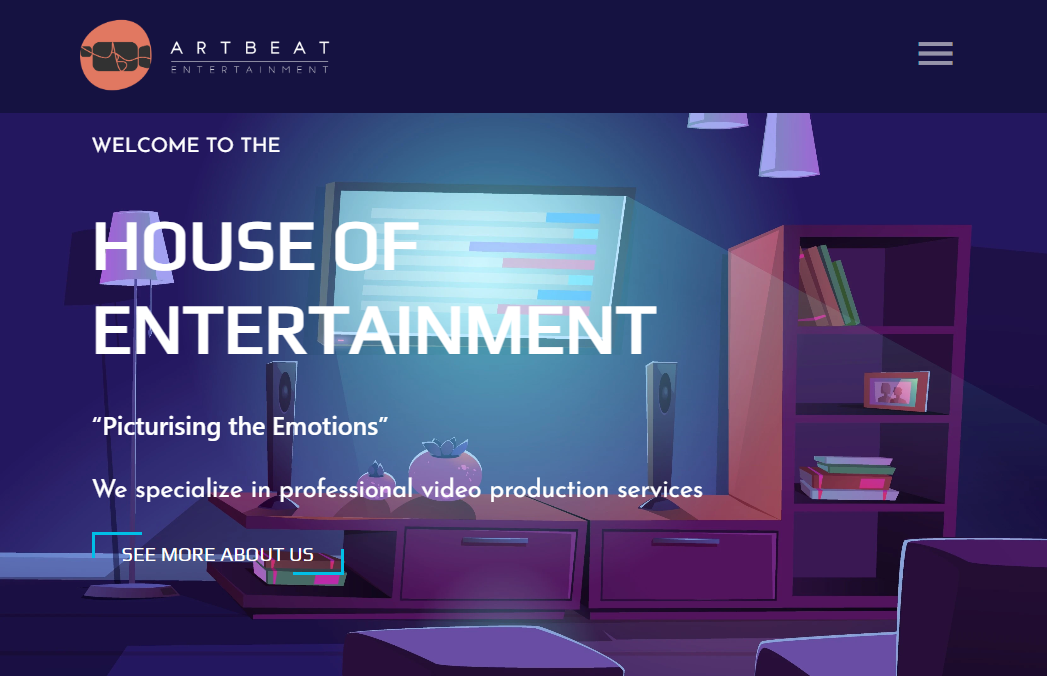 ARTBEAT
ENTERTAINMENT
WELCOME TO THE
HOUSE OF
ENTERTAINMENT
“Picturising the Emotions”
We specialize in professional video production services
SEE MORE ABOUT US